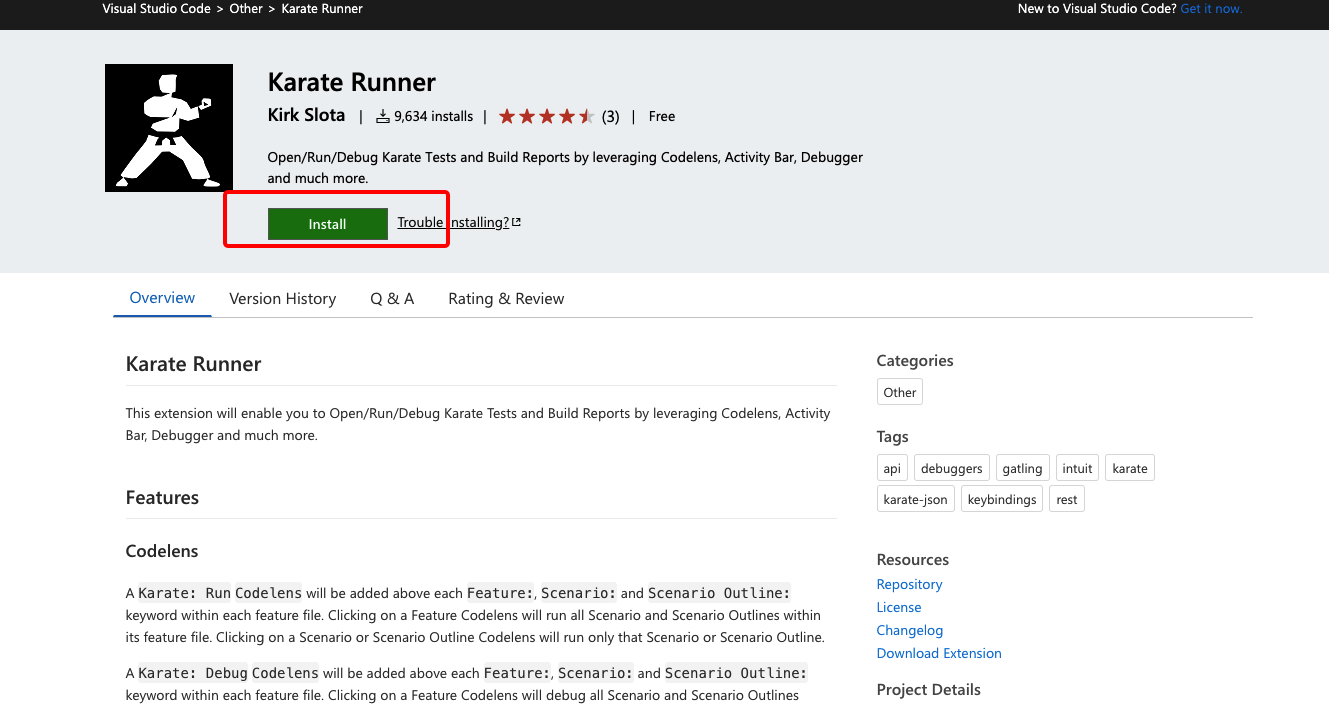 Visual Studio Code > Other > Karate Runner
New to Visual Studio Code? Get it now.
Karate Runner
Kirk Slota | 9,634 installs | (3) | Free
Open/Run/Debug Karate Tests and Build Reports by leveraging Codelens, Activity Bar, Debugger
and much more.
Install Trouble Installing?
Overview Version History Q & A Rating & Review
Karate Runner
This extension will enable you to Open/Run/Debug Karate Tests and Build Reports by leveraging Codelens, Activity
Bar, Debugger and much more.
Features
Codelens
A Karate: Run Codelens will be added above each Feature:, Scenario: and Scenario Outline:
keyword within each feature file. Clicking on a Feature Codelens will run all Scenario and Scenario Outlines within
its feature file. Clicking on a Scenario or Scenario Outline Codelens will run only that Scenario or Scenario Outline.
A Karate: Debug Codelens will be added above each Feature:, Scenario: and Scenario Outline:
keyword within each feature file. Clicking on a Feature Codelens will debug all Scenario and Scenario Outlines
Categories
Other
Tags
api debuggers gatling intuit karate
karate-json keybindings rest
Resources
Repository
License
Changelog
Download Extension
Project Details